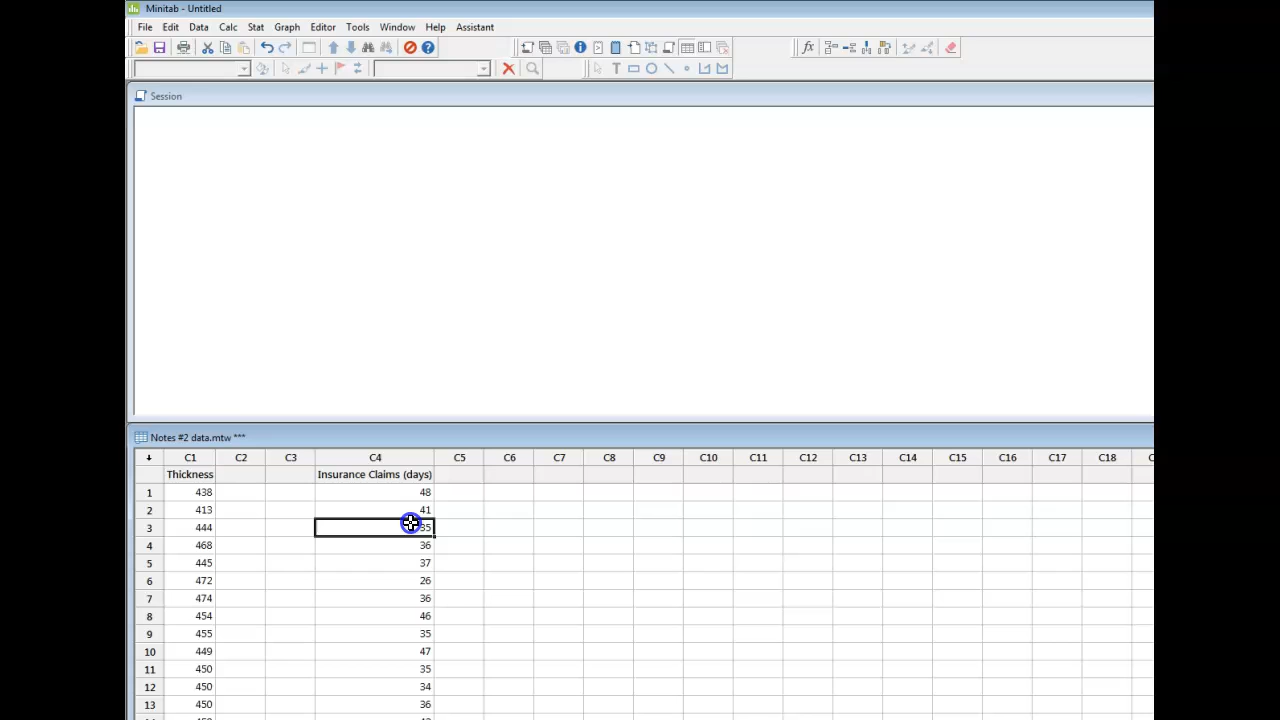 Minitab - Untitled
File Edit Data Calc Stat Graph Editor Tools Window Help Assistant
Session
Notes #2 data.mtw ***
C1 C2 C3 C4 C5 C6 C7 C8 C9 C10 C11 C12 C13 C14 C15 C16 C17 C18
Thickness Insurance Claims (days)
1 438 48
2 413 41
3 444 35
4 468 36
5 445 37
6 472 26
7 474 36
8 454 46
9 455 35
10 449 47
11 450 35
12 450 34
13 450 36